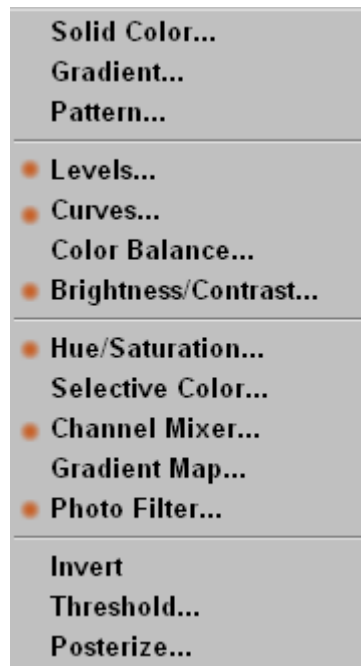 Solid Color...
Gradient...
Pattern...
Levels...
Curves...
Color Balance...
Brightness/Contrast...
Hue/Saturation...
Selective Color...
Channel Mixer...
Gradient Map...
Photo Filter...
Invert
Threshold...
Posterize...